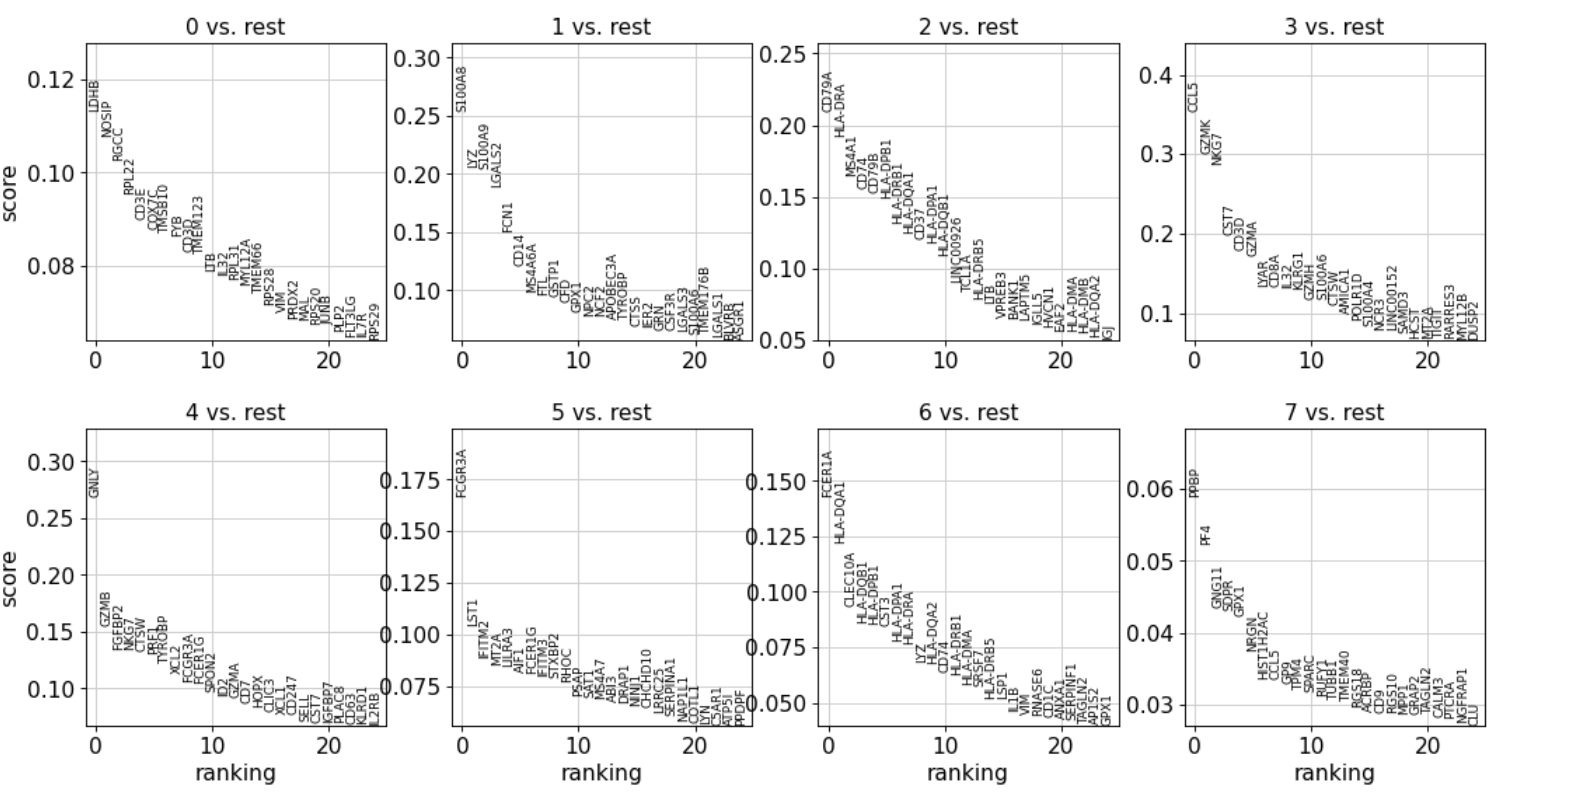 0 vs. rest
1 vs. rest
2 vs. rest
3 vs. rest
score
0.12
0.10
0.08
LDHB
NOSIP
RGCC
RPL22
CD3E
COX7C
TMSB10
FYB
CD3D
TMEM123
LTB
IL32
RPL31
MYL12A
TMEM66
RPS28
VIM
PRDX2
MAL
RPS20
JUNB
PLP2
FLT3LG
IL7R
RPS29
0 10 20
0.30
0.25
0.20
0.15
0.10
S100A8
LYZ
S100A9
LGALS2
FCN1
CD14
MS4A6A
FTL
GSTP1
CFD
GPX1
NPC2
NCF2
APOBEC3A
TYROBP
CTSS
IER2
GRN
CSF3R
LGALS3
S100A6
TMEM176B
LGALS1
BLVRB
ASGR1
0 10 20
0.25
0.20
0.15
0.10
0.05
CD79A
HLA-DRA
MS4A1
CD74
CD79B
HLA-DPB1
HLA-DRB1
HLA-DQA1
CD37
HLA-DPA1
HLA-DQB1
LINC00926
TCL1A
HLA-DRB5
LTB
VPREB3
BANK1
LAPTM5
IGLL5
HVCN1
EAF2
HLA-DMA
HLA-DMB
HLA-DQA2
IGJ
0 10 20
0.4
0.3
0.2
0.1
CCL5
GZMK
NKG7
CST7
CD3D
GZMA
LYAR
CD8A
IL32
KLRG1
GZMH
S100A6
CTSW
AMICA1
POLR1D
S100A4
NCR3
LINC00152
SAMD3
HCST
MT2A
TIGIT
RARRES3
MYL12B
DUSP2
0 10 20
4 vs. rest
5 vs. rest
6 vs. rest
7 vs. rest
score
0.30
0.25
0.20
0.15
0.10
GNLY
GZMB
FGFBP2
NKG7
CTSW
PRF1
TYROBP
XCL2
FCGR3A
FCER1G
SPON2
ID2
GZMA
CD7
HOPX
CLIC3
XCL1
CD247
SELL
CST7
IGFBP7
PLAC8
CD63
KLRD1
IL2RB
0 10 20
ranking
0.175
0.150
0.125
0.100
0.075
FCGR3A
LST1
IFITM2
MT2A
LILRA3
AIF1
FCER1G
IFITM3
STXBP2
RHOC
PSAP
SAT1
MS4A7
ABI3
DRAP1
NINJ1
CHCHD10
LRRC25
SERPINA1
NAP1L1
COTL1
LYN
CSAR1
ATP5I
PPDPF
0 10 20
ranking
0.150
0.125
0.100
0.075
0.050
FCER1A
HLA-DQA1
CLEC10A
HLA-DQB1
HLA-DPB1
CST3
HLA-DPA1
HLA-DRA
LYZ
HLA-DQA2
CD74
HLA-DRB1
HLA-DMA
SRSF7
HLA-DRB5
LSP1
IL1B
VIM
RNASE6
CD1C
ANXA1
SERPINF1
TAGLN2
AP1S2
GPX1
0 10 20
ranking
0.06
0.05
0.04
0.03
PPBP
PF4
GNG11
SDPR
GPX1
NRGN
HIST1H2AC
CCL5
GP9
TPM4
SPARC
RUFY1
TUBB1
TMEM40
RGS18
ACRBP
CD9
RGS10
MPP1
GRAP2
TAGLN2
CALM3
PTCRA
NGFRAP1
CLU
0 10 20
ranking